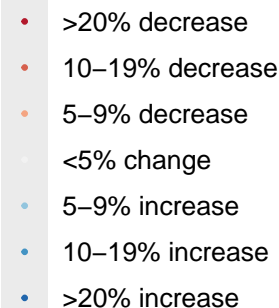 >20% decrease
10–19% decrease
5–9% decrease
<5% change
5–9% increase
10–19% increase
>20% increase